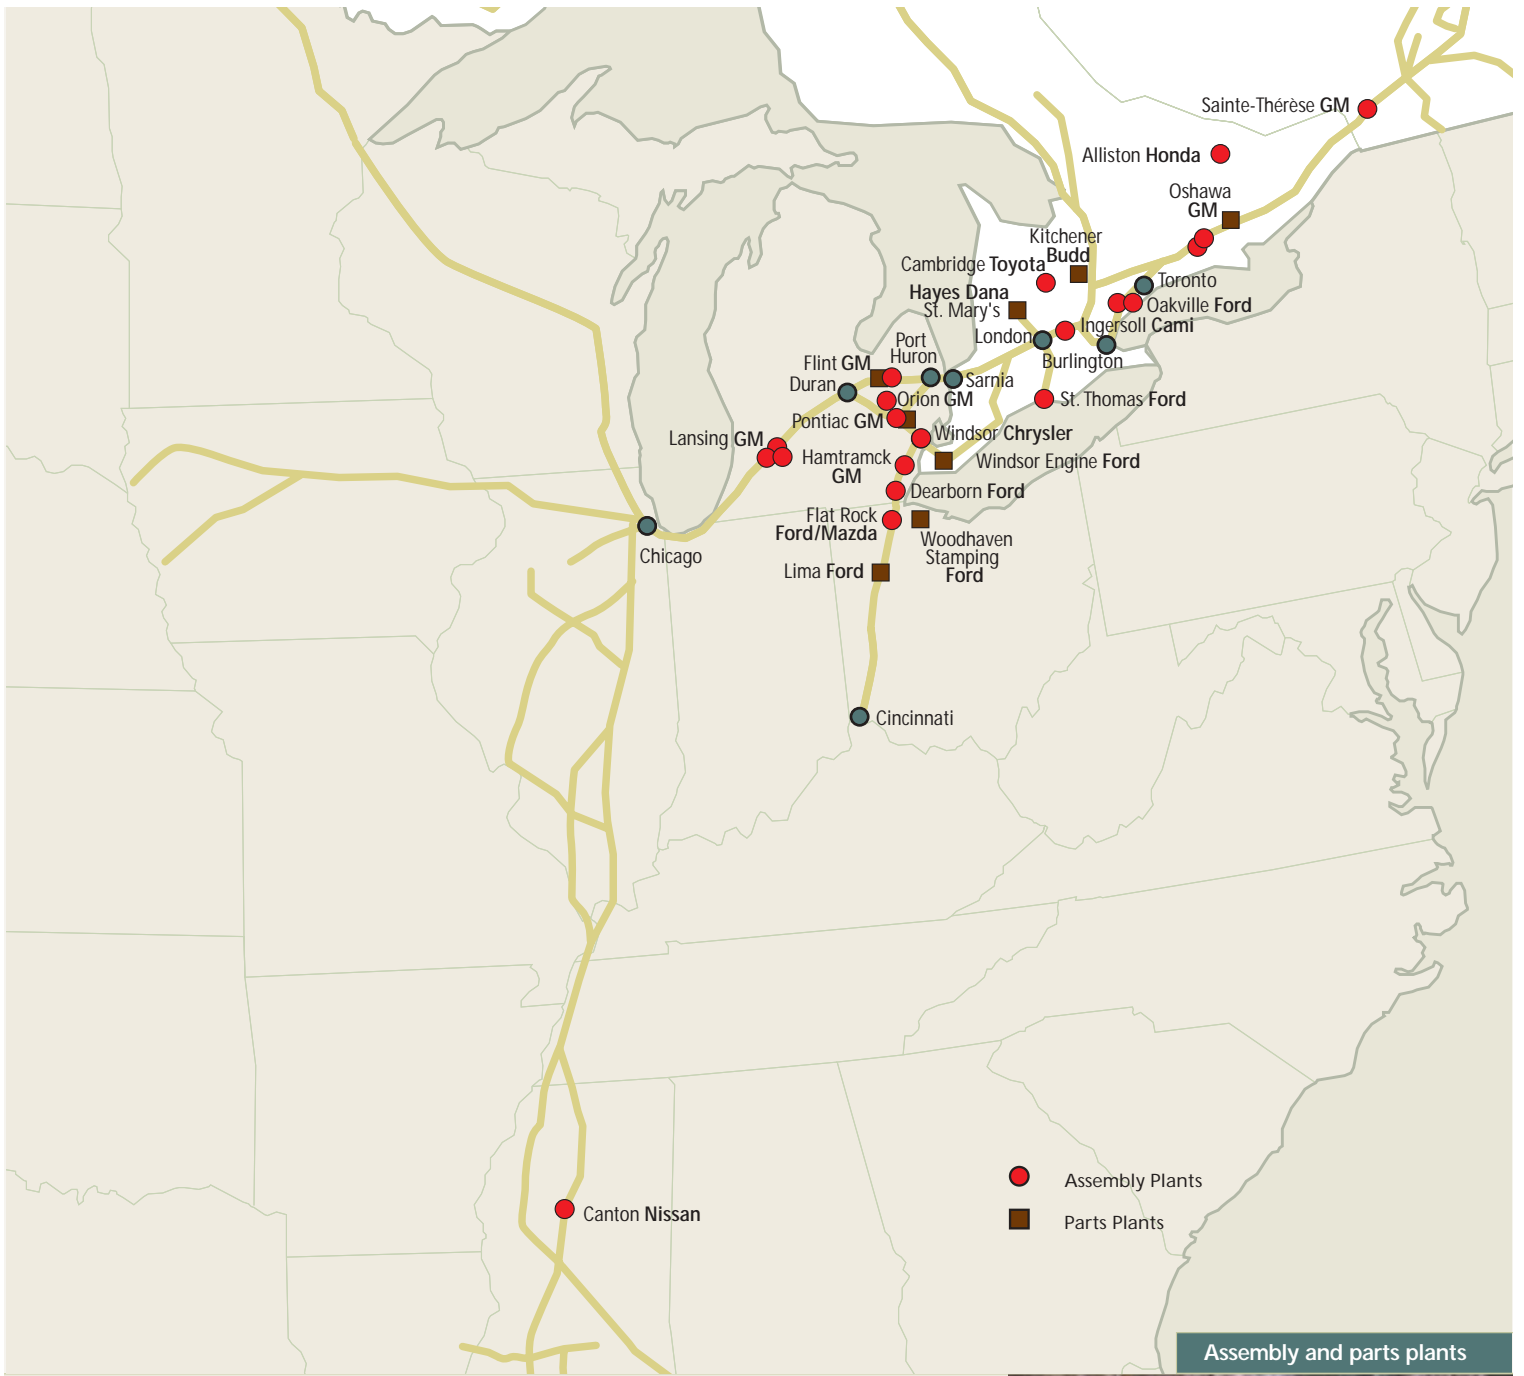 Sainte-Thérèse GM
Alliston Honda
Oshawa
GM
Kitchener
Budd
Cambridge Toyota
Hayes Dana
St. Mary's
Toronto
Oakville Ford
Ingersoll Cami
London
Burlington
Port
Huron
Flint GM
Duran
Sarnia
Orion GM
St. Thomas Ford
Pontiac GM
Windsor Chrysler
Lansing GM
Hamtramck
GM
Windsor Engine Ford
Dearborn Ford
Flat Rock
Ford/Mazda
Woodhaven
Stamping
Ford
Chicago
Lima Ford
Cincinnati
Canton Nissan
Assembly Plants
Parts Plants
Assembly and parts plants